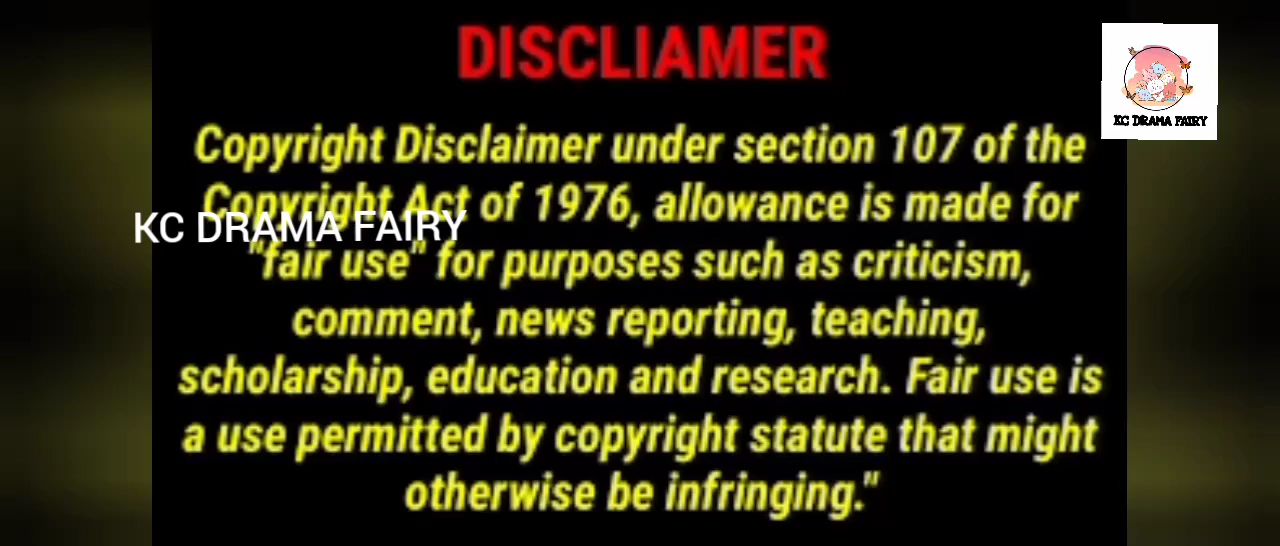 DISCLIAMER
KC DRAMA FAIRY
Copyright Disclaimer under section 107 of the
Copyright Act of 1976, allowance is made for
KC DRAMA FAIRY
"fair use" for purposes such as criticism,
comment, news reporting, teaching,
scholarship, education and research. Fair use is
a use permitted by copyright statute that might
otherwise be infringing."